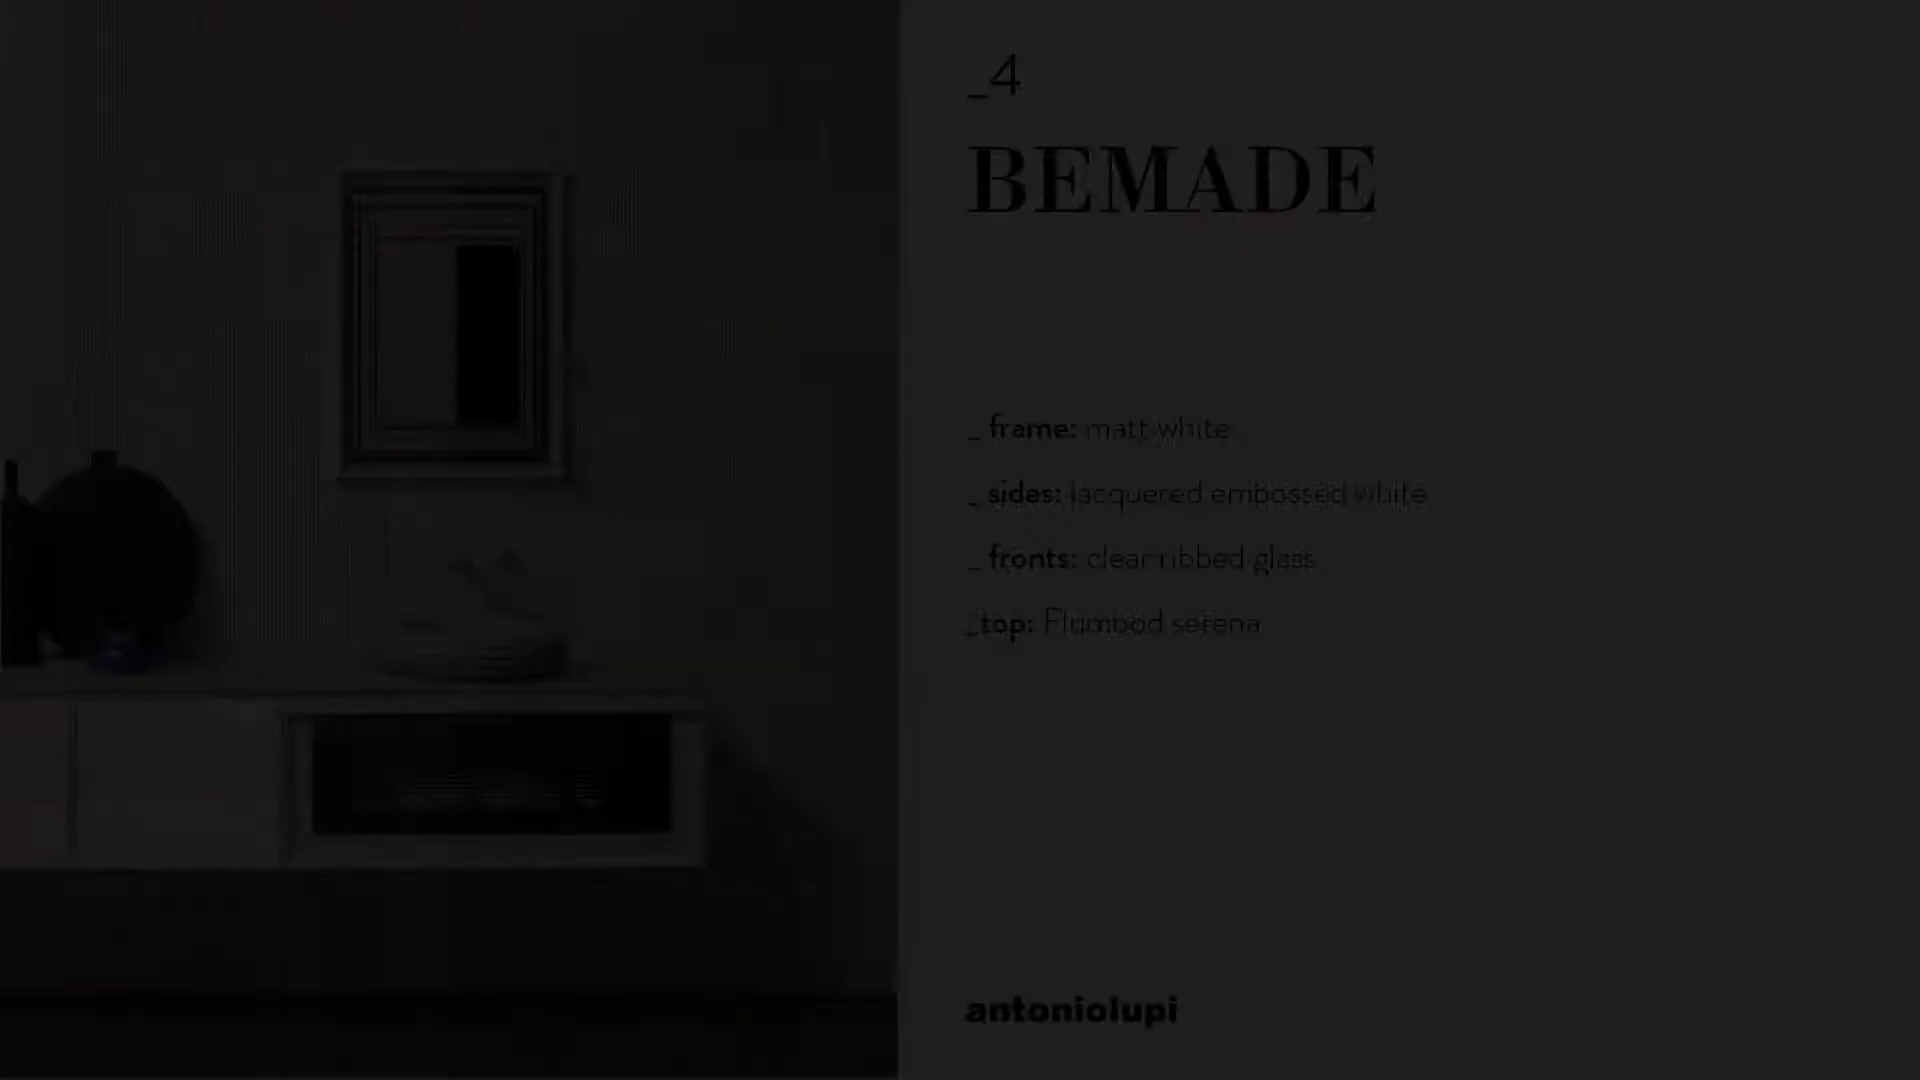 _4
BEMADE
_ frame: matt white
_ sides: lacquered embossed white
_ fronts: clear ribbed glass
_top: Flumood serena
antoniolupi